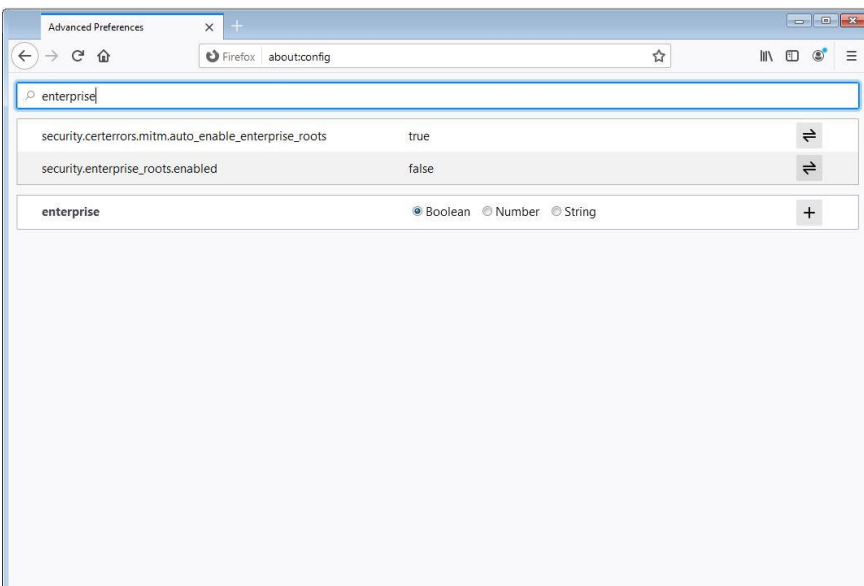 Advanced Preferences
Firefox about:config
enterprise
security.certerrors.mitm.auto_enable_enterprise_roots true
security.enterprise_roots.enabled false
enterprise Boolean Number String